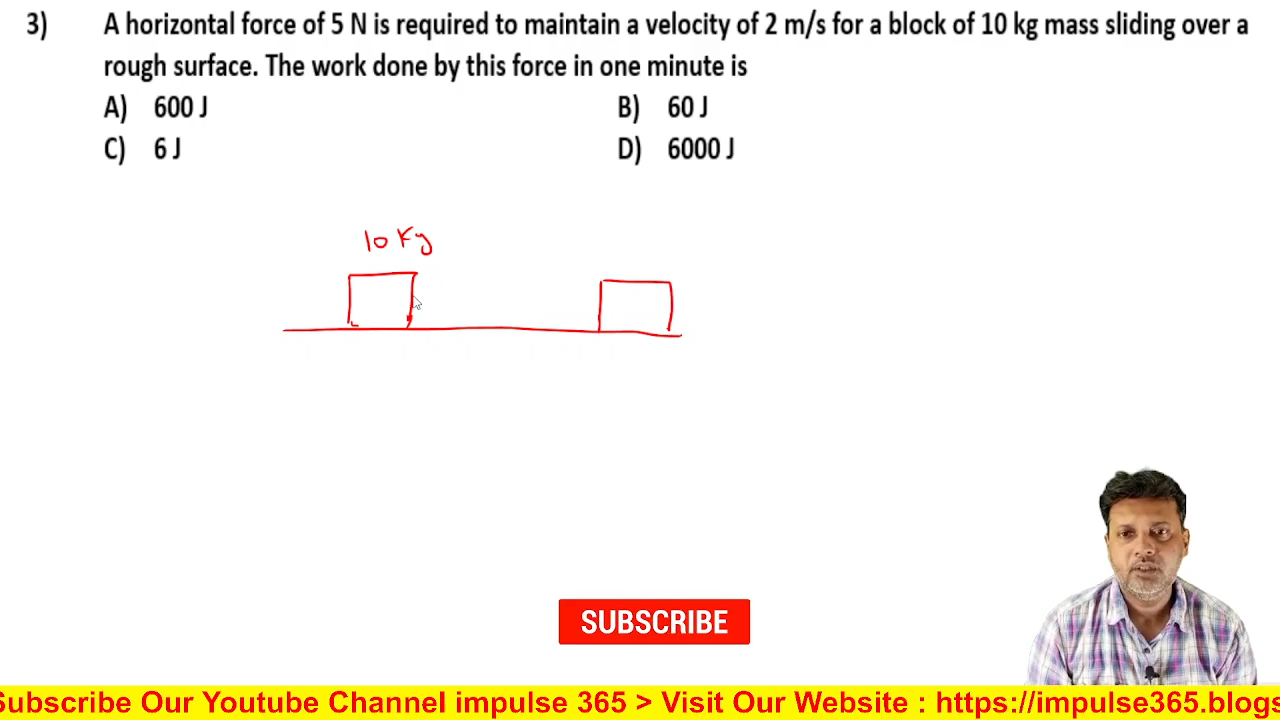 3) A horizontal force of 5 N is required to maintain a velocity of 2 m/s for a block of 10 kg mass sliding over a
rough surface. The work done by this force in one minute is
A) 600 J B) 60 J
C) 6 J D) 6000 J
10 Kg
SUBSCRIBE
Subscribe Our Youtube Channel impulse 365 > Visit Our Website : https://impulse365.blogs